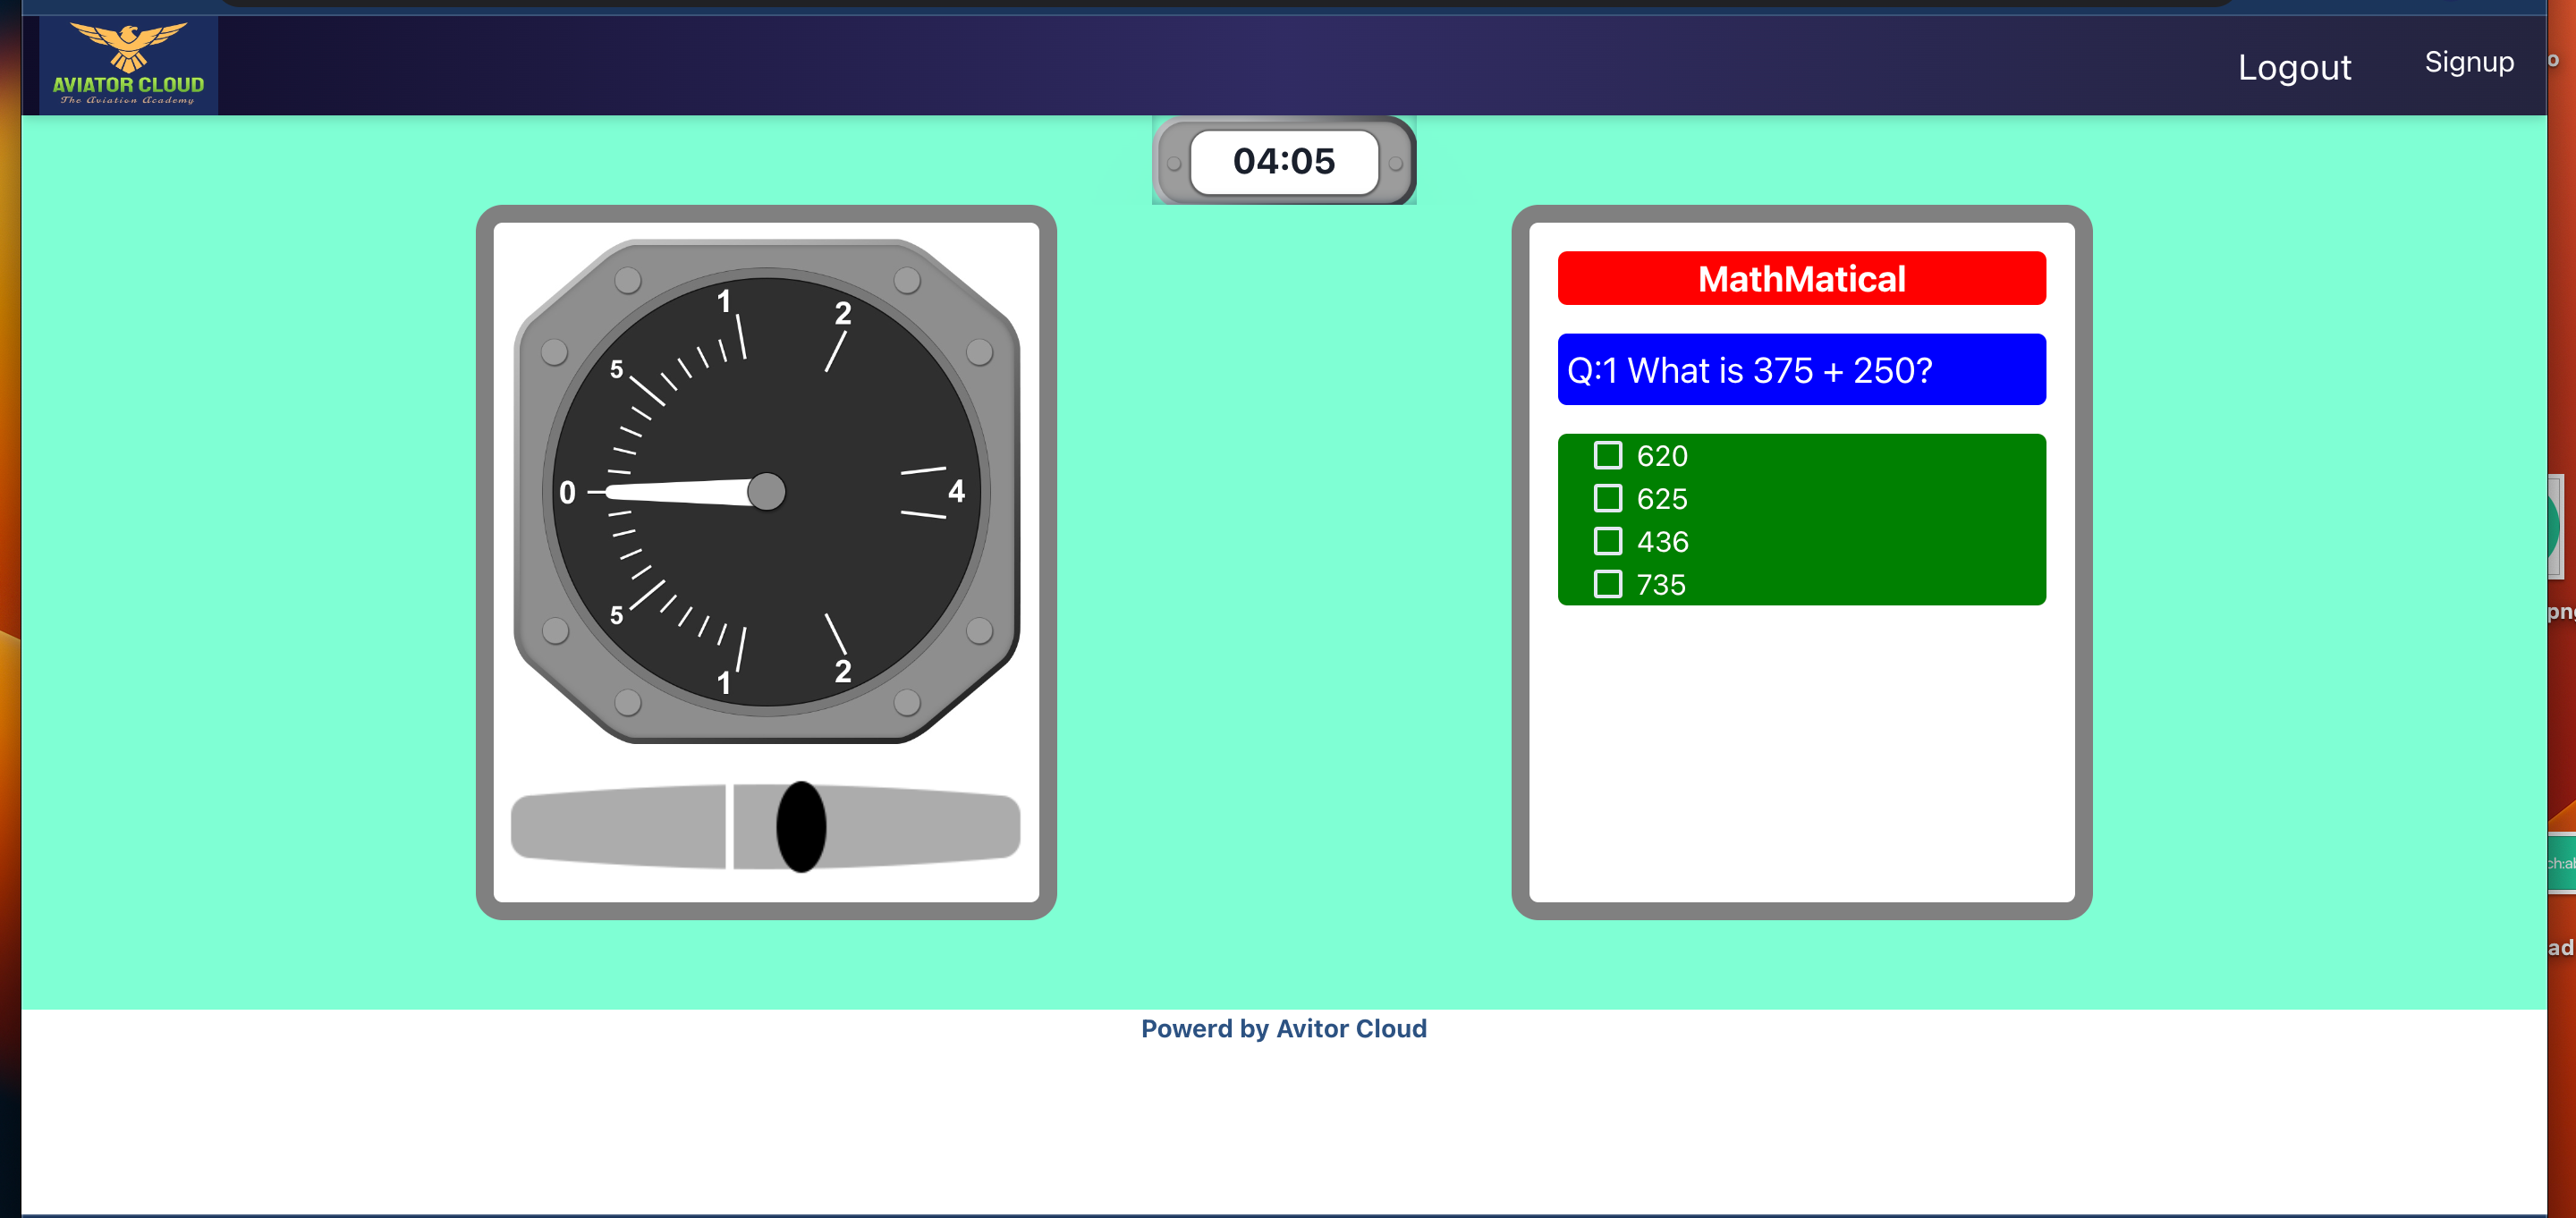 AVIATOR CLOUD
The Aviation Academy
Logout
Signup
04:05
1
2
5
0
4
5
1
2
MathMatical
Q:1 What is 375 + 250?
620
625
436
735
Powerd by Avitor Cloud